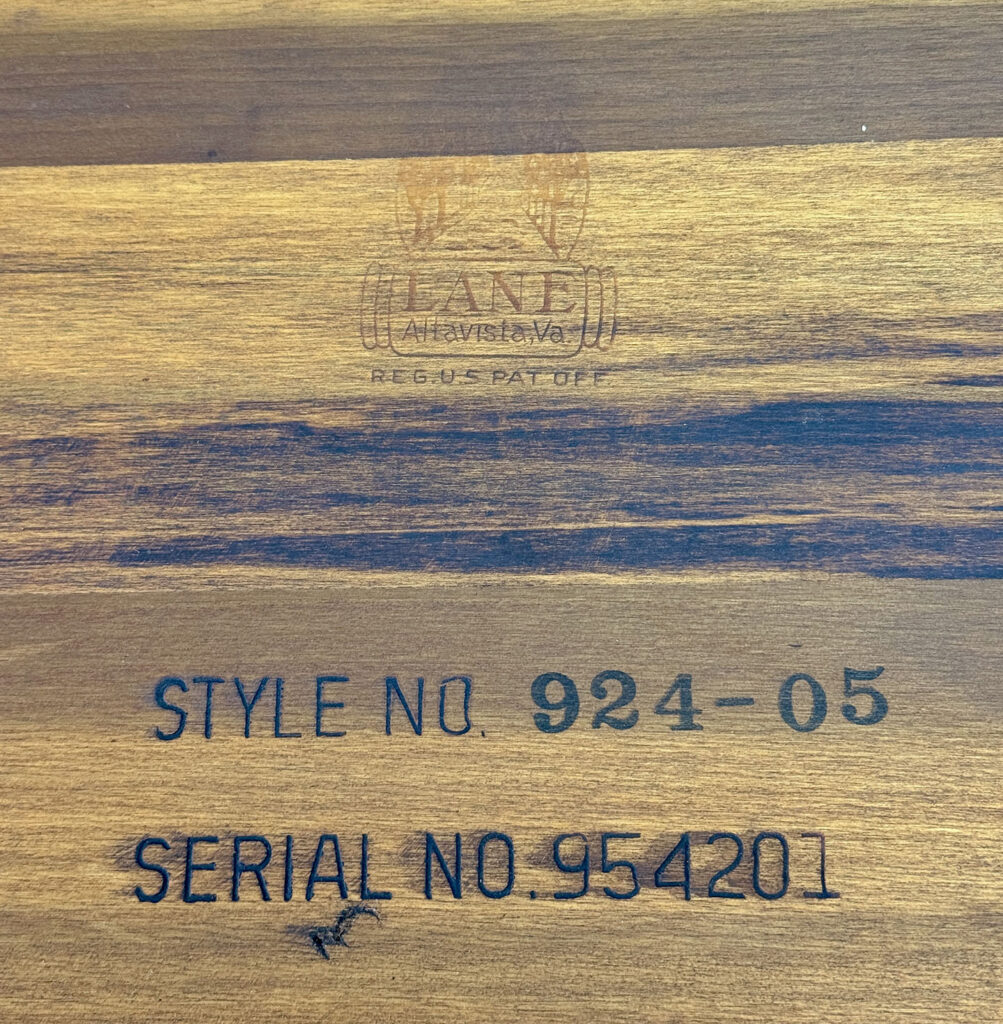 LANE
Altavista, Va.
REG. U.S PAT OFF
STYLE NO. 924-05
SERIAL NO. 954201